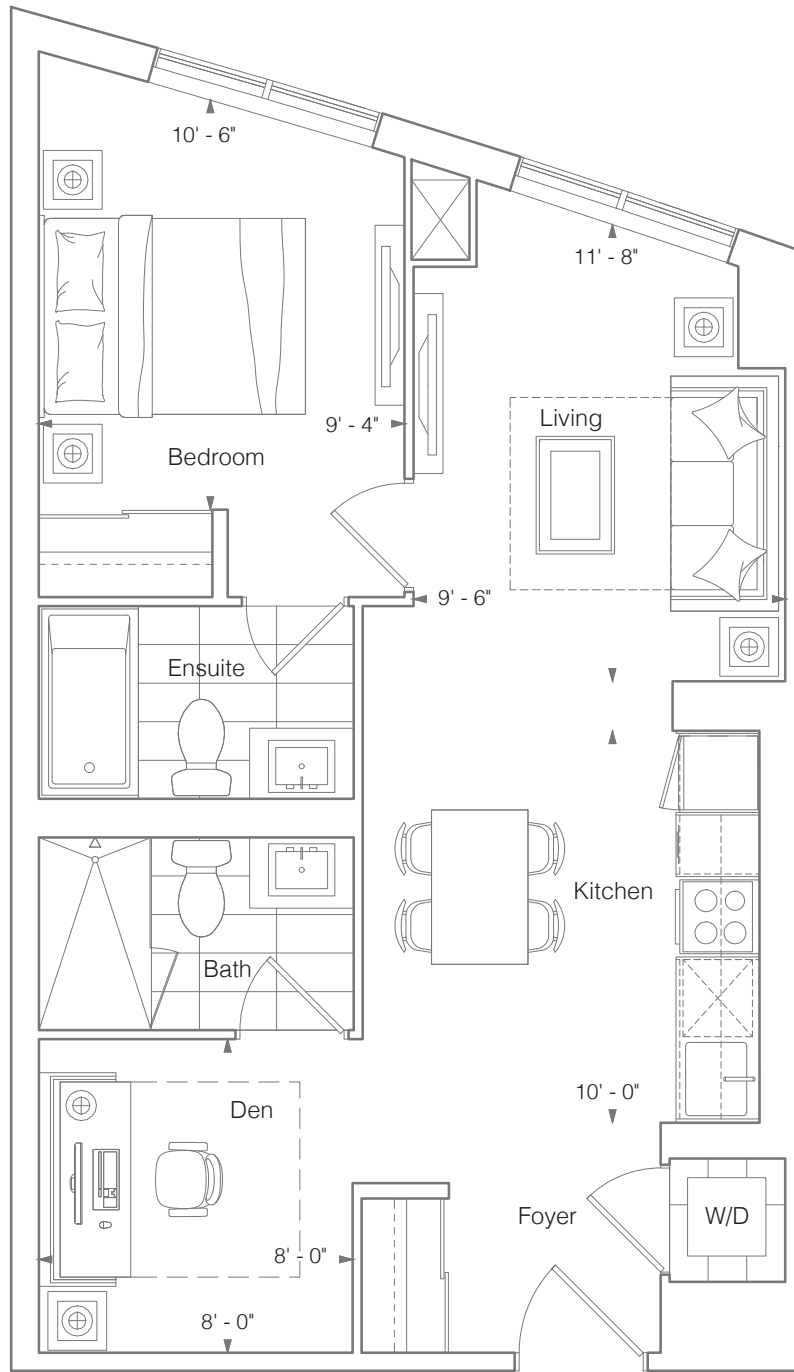 10' - 6"
11' - 8"
Living
9' - 4"
Bedroom
9' - 6"
Ensuite
Kitchen
Bath
10' - 0"
Den
Foyer
W/D
8' - 0"
8' - 0"